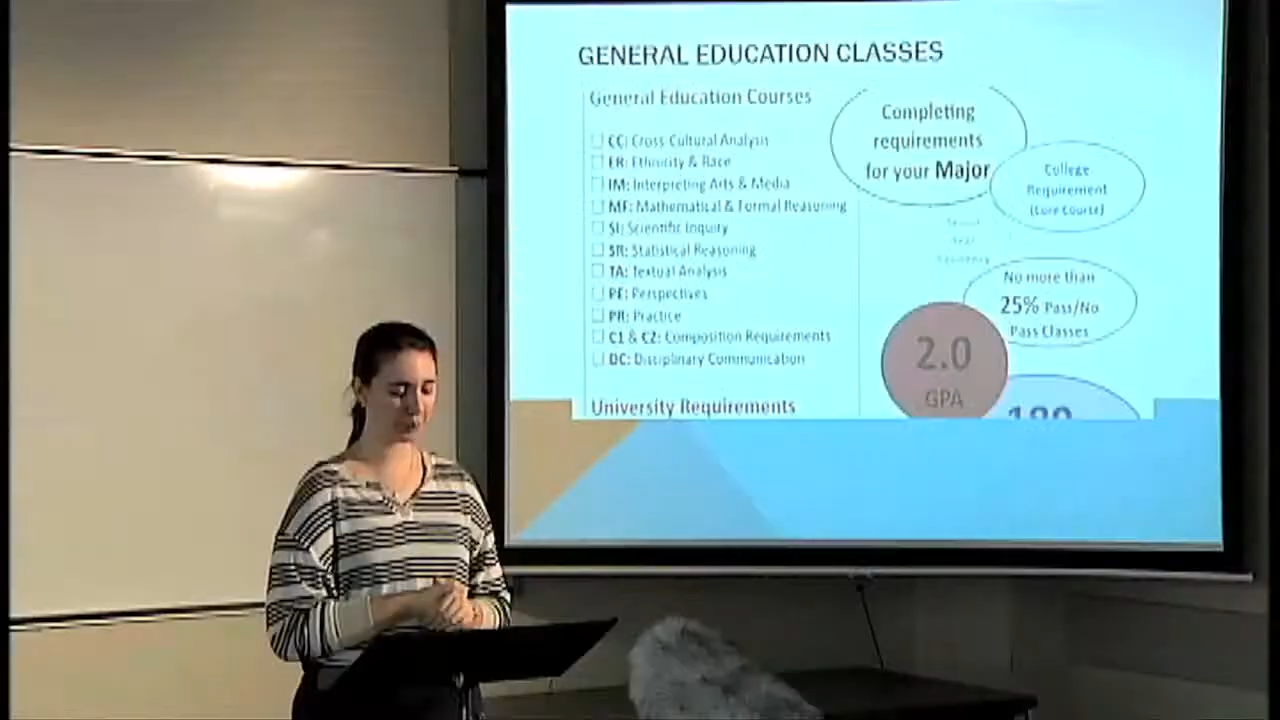 GENERAL EDUCATION CLASSES
General Education Courses
CC: Cross-Cultural Analysis
ER: Ethnicity & Race
IM: Interpreting Arts & Media
MF: Mathematical & Formal Reasoning
SI: Scientific Inquiry
SR: Statistical Reasoning
TA: Textual Analysis
PE: Perspectives
PR: Practice
C1 & C2: Composition Requirements
DC: Disciplinary Communication
University Requirements
Completing
requirements
for your Major
College
Requirement
(Core Course)
No more than
25% Pass/No
Pass Classes
2.0
GPA
180